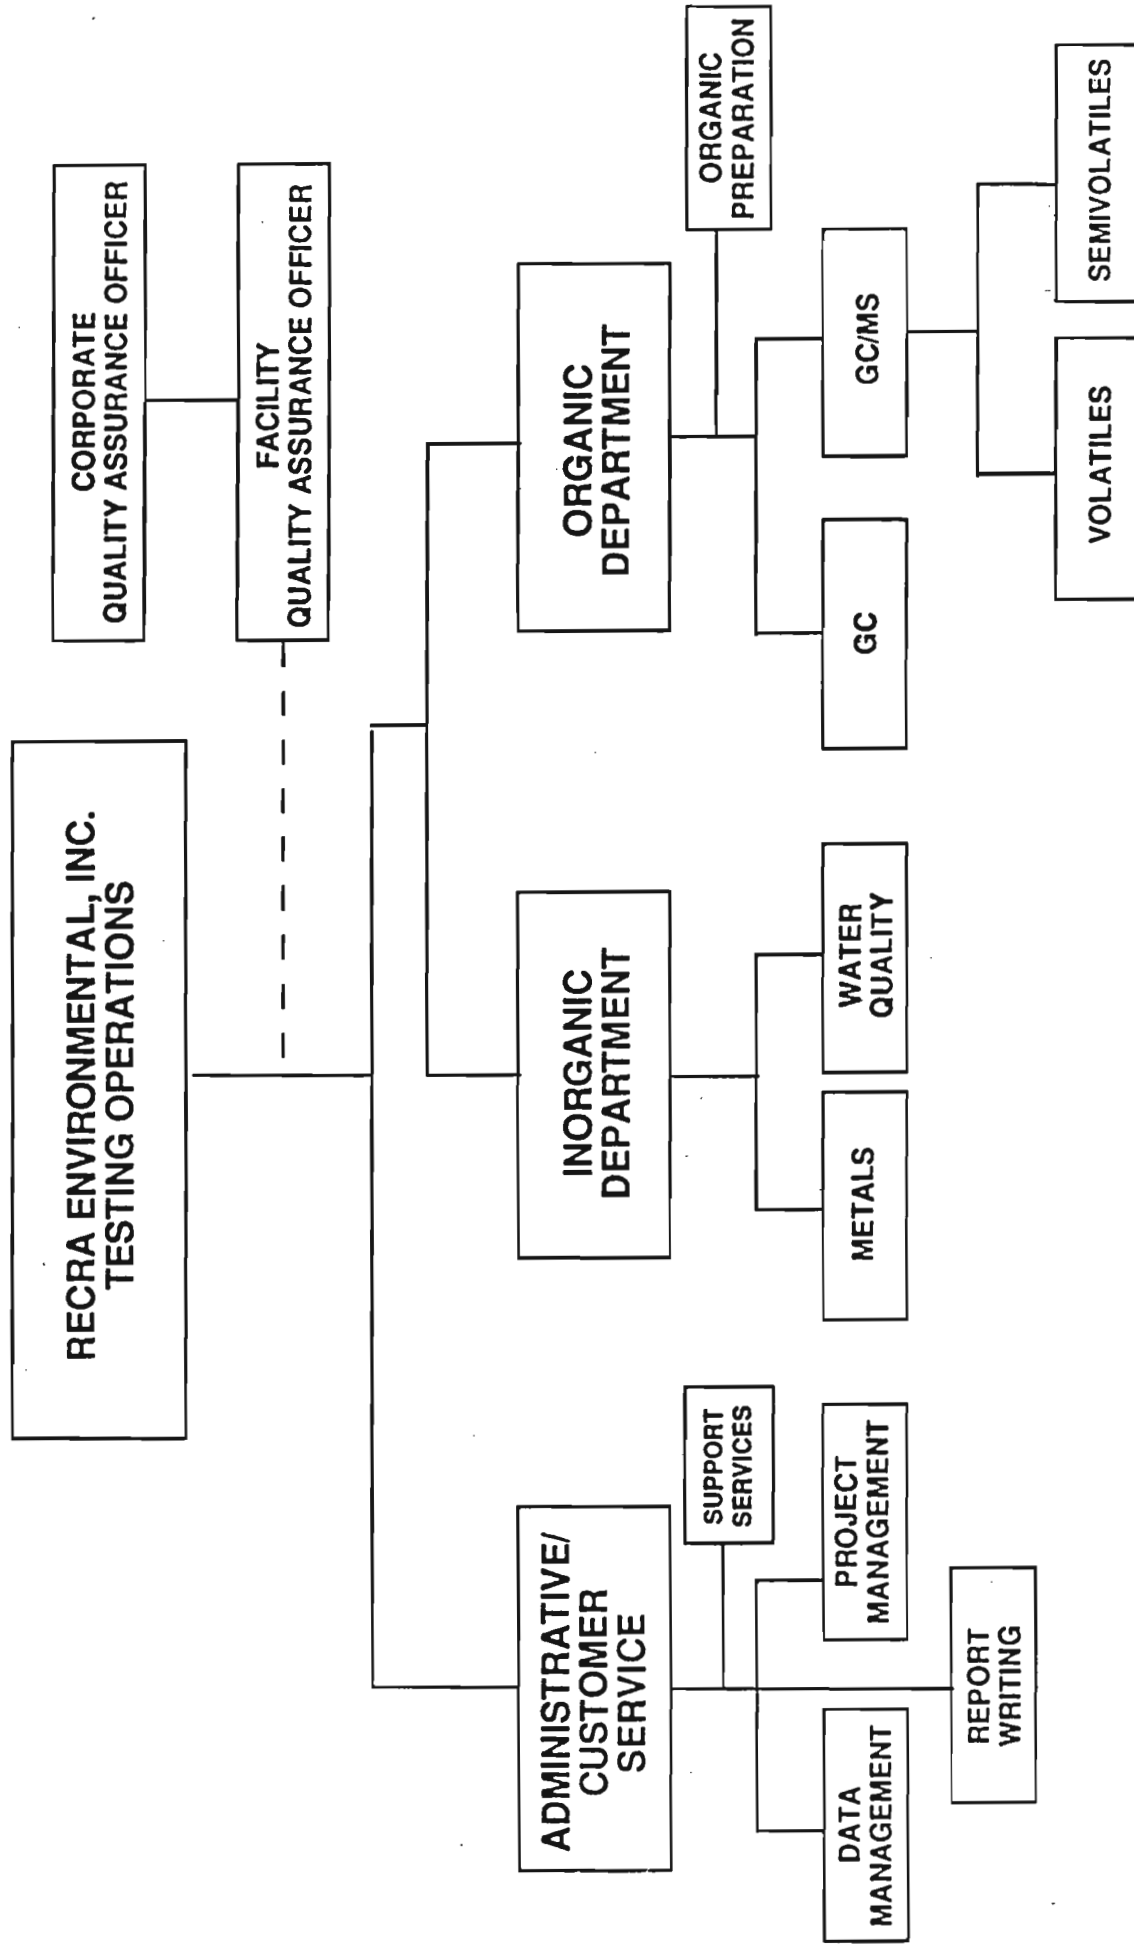 RECRA ENVIRONMENTAL, INC.
TESTING OPERATIONS
CORPORATE
QUALITY ASSURANCE OFFICER
FACILITY
QUALITY ASSURANCE OFFICER
ADMINISTRATIVE/
CUSTOMER
SERVICE
INORGANIC
DEPARTMENT
ORGANIC
DEPARTMENT
SUPPORT
SERVICES
ORGANIC
PREPARATION
DATA
MANAGEMENT
PROJECT
MANAGEMENT
METALS
WATER
QUALITY
GC
GC/MS
REPORT
WRITING
VOLATILES
SEMIVOLATILES